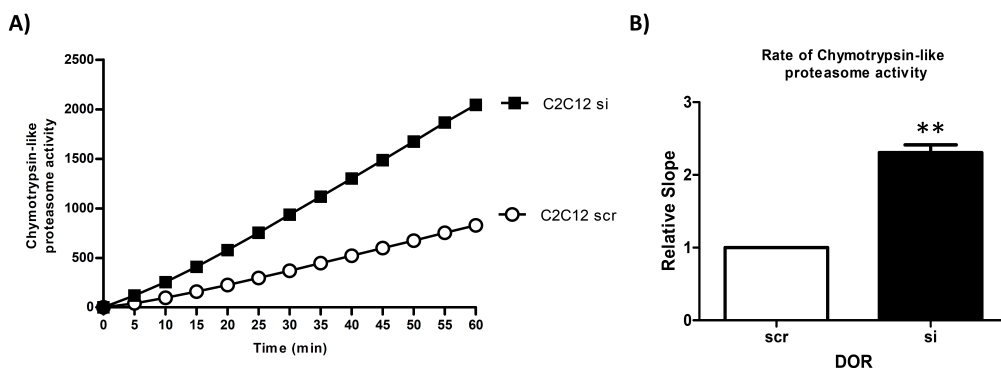 A)
2500
2000
1500
1000
500
0
Chymotrypsin-like
proteasome activity
0 5 10 15 20 25 30 35 40 45 50 55 60
Time (min)
C2C12 si
C2C12 scr
B)
Rate of Chymotrypsin-like
proteasome activity
3
2
1
0
Relative Slope
**
scr si
DOR